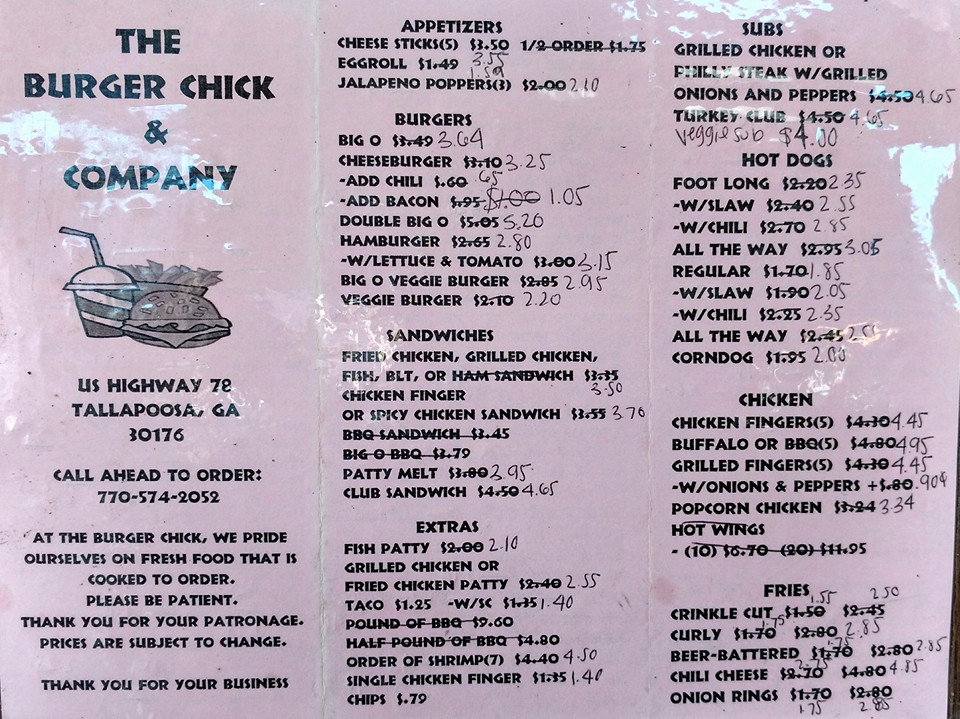 THE
BURGER CHICK
&
COMPANY
US HIGHWAY 78
TALLAPOOSA, GA
30176
CALL AHEAD TO ORDER:
770-574-2052
AT THE BURGER CHICK, WE PRIDE
OURSELVES ON FRESH FOOD THAT IS
COOKED TO ORDER.
PLEASE BE PATIENT.
THANK YOU FOR YOUR PATRONAGE.
PRICES ARE SUBJECT TO CHANGE.
THANK YOU FOR YOUR BUSINESS
APPETIZERS
CHEESE STICKS(5) $3.50 1/2 ORDER $1.75
3.55
EGGROLL $1.49 1.59
JALAPENO POPPERS(3) $2.00 2.10
BURGERS
BIG O $3.49 3.64
CHEESEBURGER $3.10 3.25
-ADD CHILI $.60 65
-ADD BACON $.95 $1.00 1.05
DOUBLE BIG O $5.05 5.20
HAMBURGER $2.65 2.80
-W/LETTUCE & TOMATO $3.00 3.15
BIG O VEGGIE BURGER $2.85 2.95
VEGGIE BURGER $2.10 2.20
SANDWICHES
FRIED CHICKEN, GRILLED CHICKEN,
FISH, BLT, OR HAM SANDWICH $3.35
3.50
CHICKEN FINGER
OR SPICY CHICKEN SANDWICH $3.55 3.70
BBQ SANDWICH $3.45
BIG O BBQ $3.79
PATTY MELT $3.80 3.95
CLUB SANDWICH $4.50 4.65
EXTRAS
FISH PATTY $2.00 2.10
GRILLED CHICKEN OR
FRIED CHICKEN PATTY $2.40 2.55
TACO $1.25 -W/SC $1.35 1.40
POUND OF BBQ $9.60
HALF POUND OF BBQ $4.80
ORDER OF SHRIMP(7) $4.40 4.50
SINGLE CHICKEN FINGER $1.35 1.40
CHIPS $.79
SUBS
GRILLED CHICKEN OR
PHILLY STEAK W/GRILLED
ONIONS AND PEPPERS $4.50 4.65
TURKEY CLUB $4.50 4.65
veggie sub $4.00
HOT DOGS
FOOT LONG $2.20 2.35
-W/SLAW $2.40 2.55
-W/CHILI $2.70 2.85
ALL THE WAY $2.95 3.05
REGULAR $1.70 1.85
-W/SLAW $1.90 2.05
-W/CHILI $2.25 2.35
ALL THE WAY $2.45
CORNDOG $1.95 2.00
CHICKEN
CHICKEN FINGERS(5) $4.30 4.45
BUFFALO OR BBQ(5) $4.80 4.95
GRILLED FINGERS(5) $4.30 4.45
-W/ONIONS & PEPPERS +$.80 .90¢
POPCORN CHICKEN $3.24 3.34
HOT WINGS
- (10) $6.70 (20) $11.95
FRIES
1.55 2.50
CRINKLE CUT $1.50 $2.45
CURLY $1.70 1.75 $2.80 2.85
BEER-BATTERED $1.70 1.75 $2.80 2.85
CHILI CHEESE $2.70 2.75 $4.80 4.85
ONION RINGS $1.70 $2.80
1.75 2.85